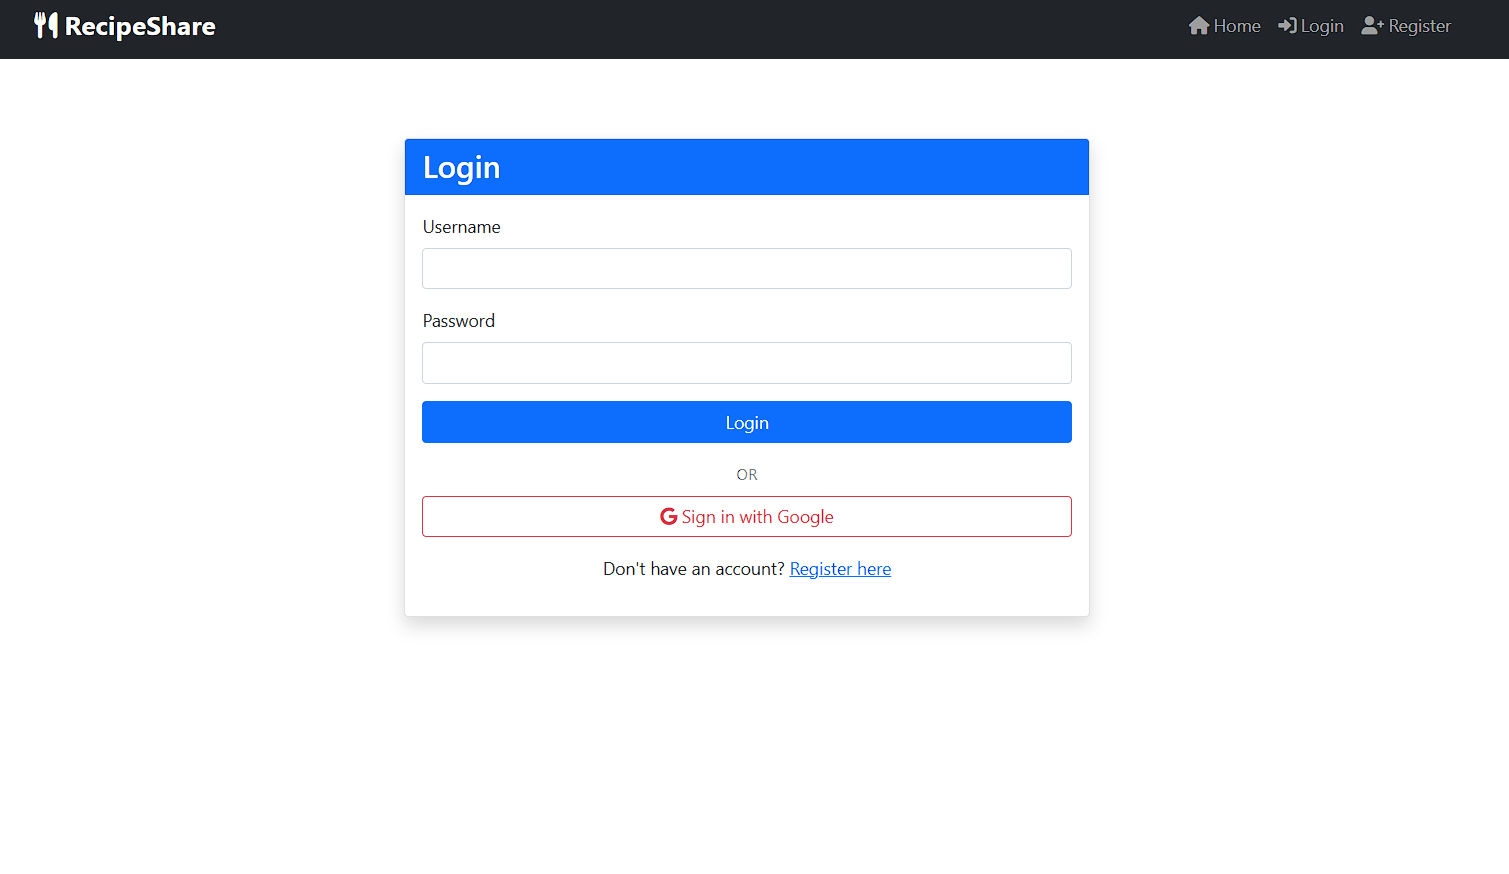 RecipeShare Home Login Register
Login
Username
Password
Login
OR
Sign in with Google
Don't have an account? Register here